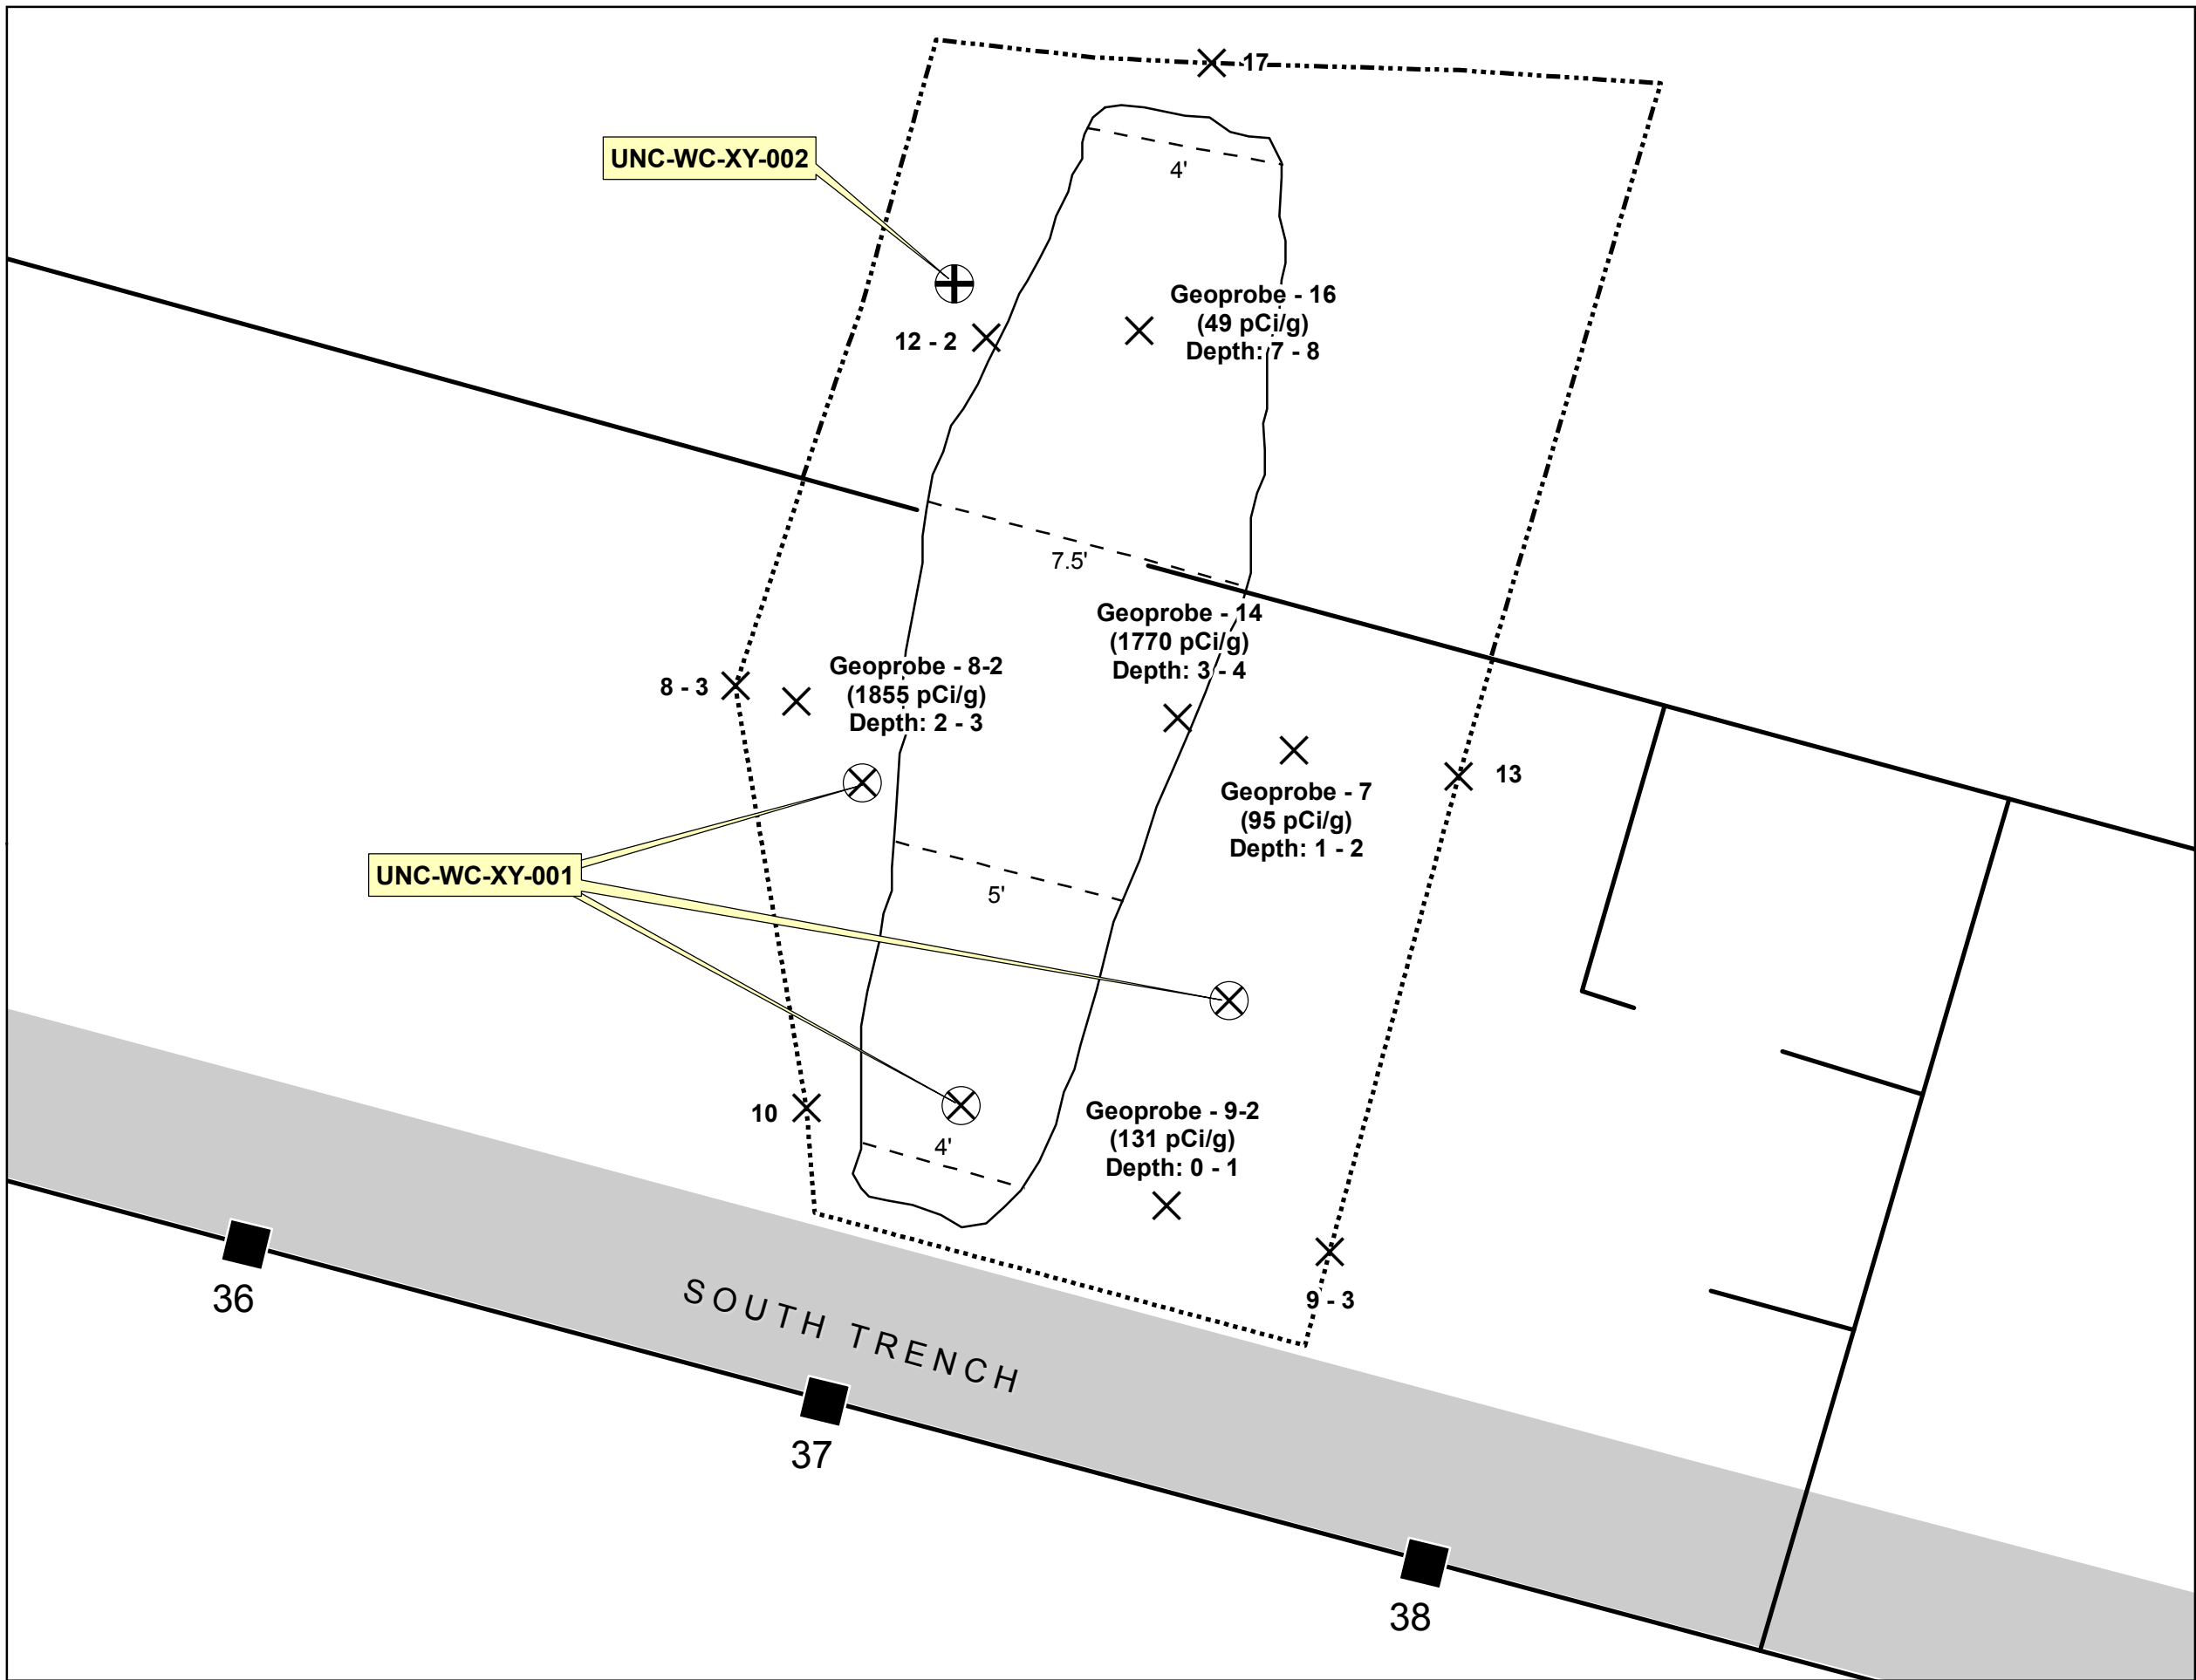 17
UNC-WC-XY-002
4'
Geoprobe - 16
(49 pCi/g)
Depth: 7 - 8
12 - 2
7.5'
Geoprobe - 14
(1770 pCi/g)
Depth: 3 - 4
8 - 3
Geoprobe - 8-2
(1855 pCi/g)
Depth: 2 - 3
13
Geoprobe - 7
(95 pCi/g)
Depth: 1 - 2
UNC-WC-XY-001
5'
10
Geoprobe - 9-2
(131 pCi/g)
Depth: 0 - 1
4'
9 - 3
SOUTH TRENCH
36
37
38